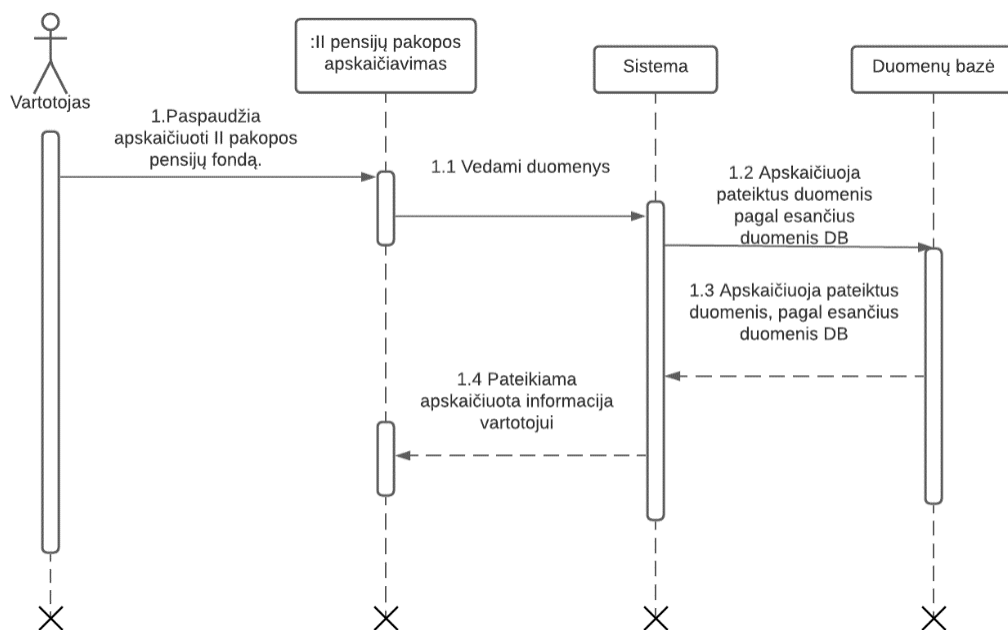 :II pensijų pakopos
apskaičiavimas
Sistema
Duomenų bazė
Vartotojas
1.Paspaudžia
apskaičiuoti II pakopos
pensijų fondą.
1.1 Vedami duomenys
1.2 Apskaičiuoja
pateiktus duomenis
pagal esančius
duomenis DB
1.3 Apskaičiuoja pateiktus
duomenis, pagal esančius
duomenis DB
1.4 Pateikiama
apskaičiuota informacija
vartotojui